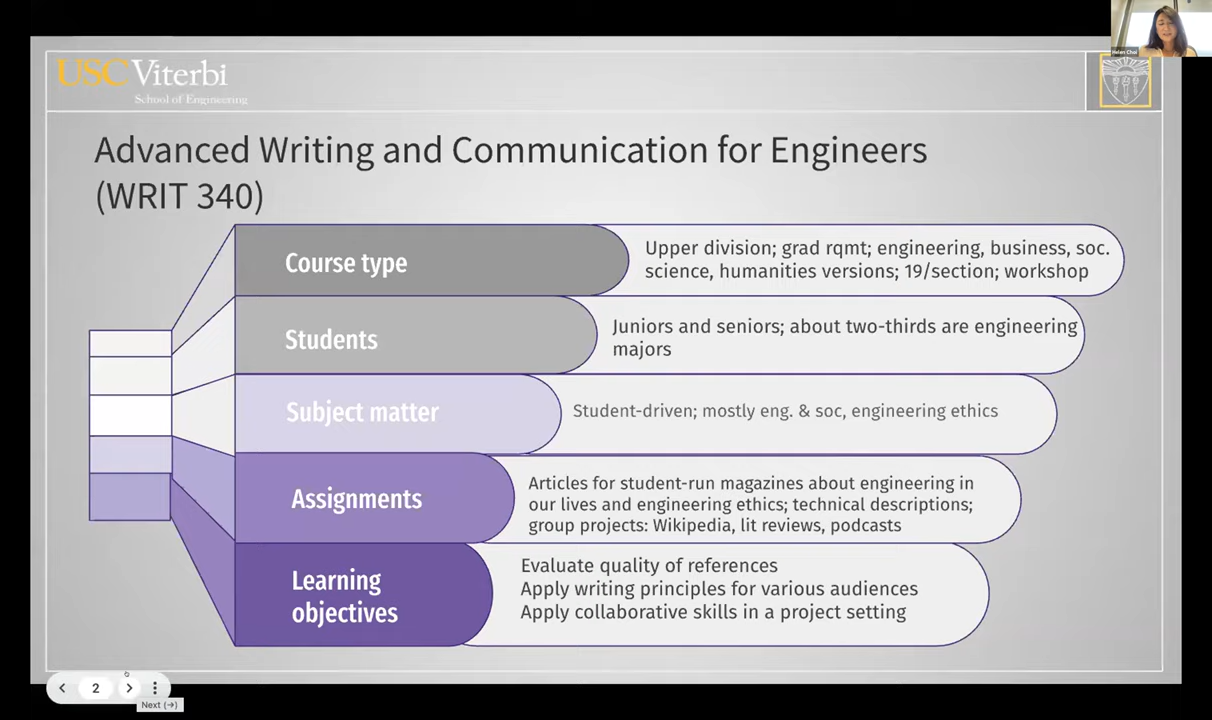 Helen Choi
USC Viterbi
School of Engineering
Advanced Writing and Communication for Engineers
(WRIT 340)
Course type
Upper division; grad rqmt; engineering, business, soc.
science, humanities versions; 19/section; workshop
Students
Juniors and seniors; about two-thirds are engineering
majors
Subject matter
Student-driven; mostly eng. & soc, engineering ethics
Assignments
Articles for student-run magazines about engineering in
our lives and engineering ethics; technical descriptions;
group projects: Wikipedia, lit reviews, podcasts
Learning
objectives
Evaluate quality of references
Apply writing principles for various audiences
Apply collaborative skills in a project setting
2
Next (→)